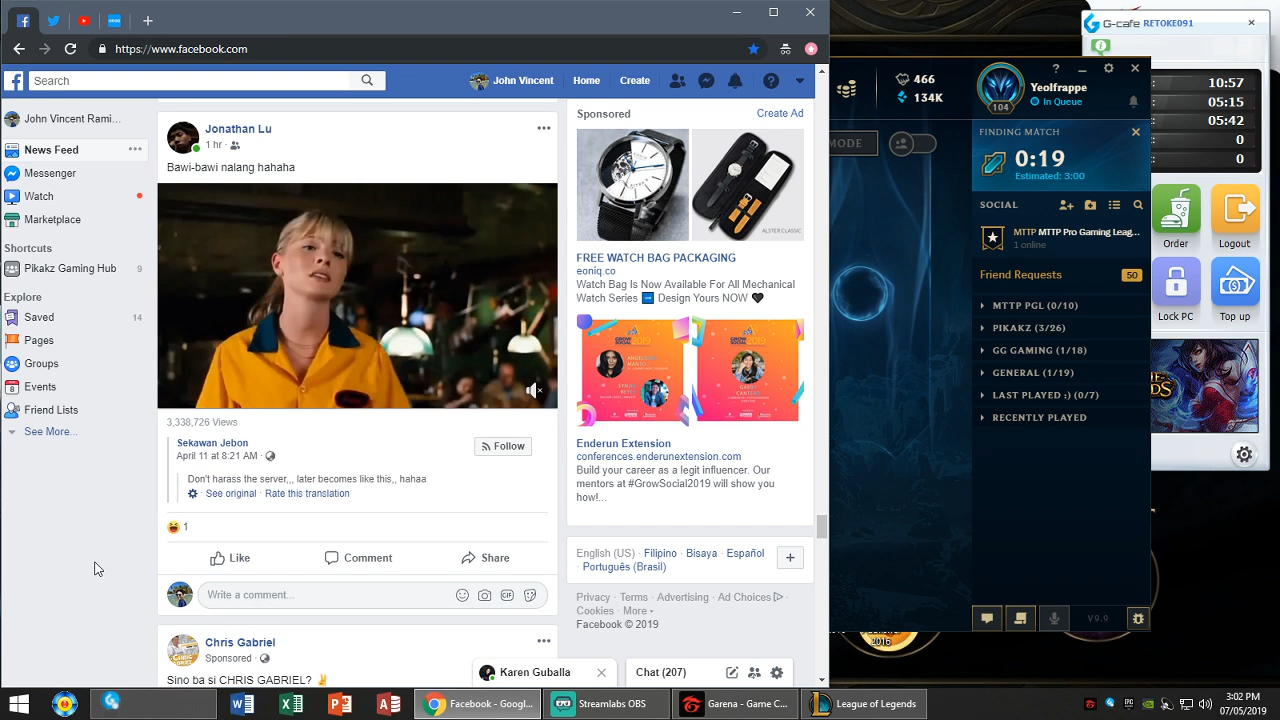 https://www.facebook.com
Search
John Vincent
Home
Create
John Vincent Rami...
News Feed
Messenger
Watch
Marketplace
Shortcuts
Pikakz Gaming Hub 9
Explore
Saved 14
Pages
Groups
Events
Friend Lists
See More...
Jonathan Lu
1 hr ·
Bawi-bawi nalang hahaha
3,338,726 Views
Sekawan Jebon
April 11 at 8:21 AM ·
Follow
Don't harass the server,,, later becomes like this,, hahaa
See original · Rate this translation
1
Like
Comment
Share
Write a comment...
GIF
Chris Gabriel
Sponsored ·
Sino ba si CHRIS GABRIEL?
Sponsored
Create Ad
ALSTER CLASSIC
FREE WATCH BAG PACKAGING
eoniq.co
Watch Bag Is Now Available For All Mechanical
Watch Series Design Yours NOW
Enderun Extension
conferences.enderunextension.com
Build your career as a legit influencer. Our
mentors at #GrowSocial2019 will show you
how!...
English (US) · Filipino · Bisaya · Español
· Português (Brasil)
Privacy · Terms · Advertising · Ad Choices ·
Cookies · More
Facebook © 2019
Karen Guballa
Chat (207)
466
134K
MODE
104
Yeolfrappe
In Queue
FINDING MATCH
0:19
Estimated: 3:00
SOCIAL
MTTP MTTP Pro Gaming Leag...
1 online
Friend Requests 50
MTTP PGL (0/10)
PIKAKZ (3/26)
GG GAMING (1/18)
GENERAL (1/19)
LAST PLAYED :) (0/7)
RECENTLY PLAYED
V9.9
G-cafe RETOKE091
10:57
05:15
05:42
0
0
Order
Logout
Lock PC
Top up
Facebook - Googl...
Streamlabs OBS
Garena - Game C...
League of Legends
3:02 PM
07/05/2019